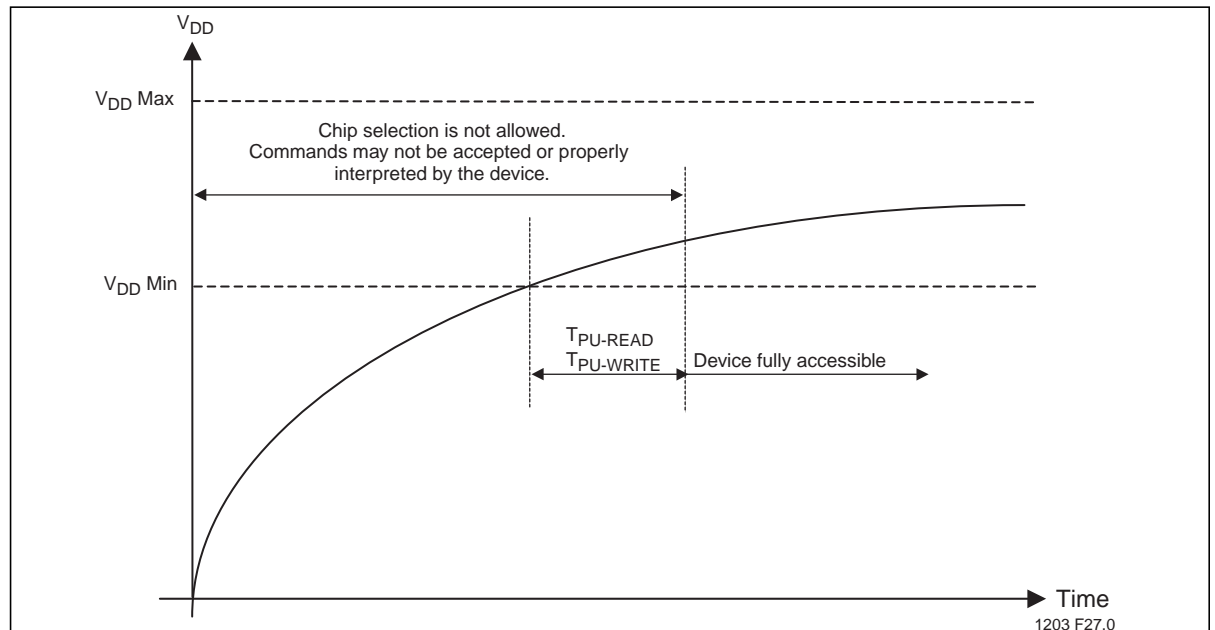 VDD
VDD Max
Chip selection is not allowed.
Commands may not be accepted or properly
interpreted by the device.
VDD Min
TPU-READ
TPU-WRITE
Device fully accessible
Time
1203 F27.0